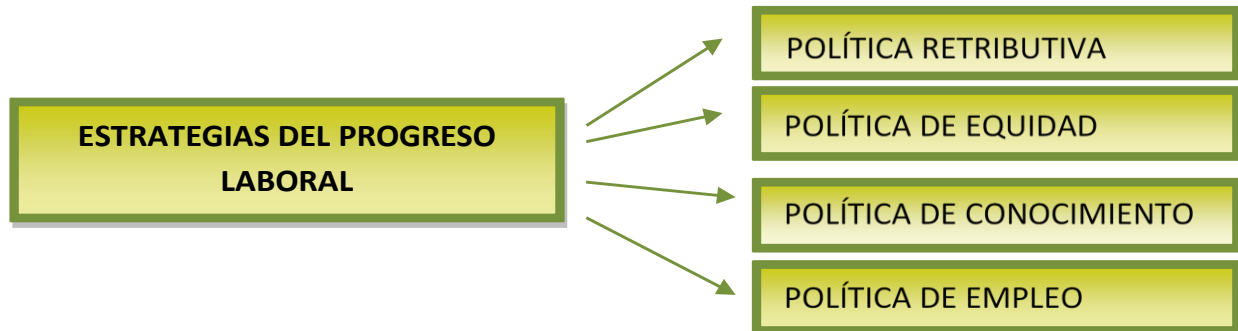 ESTRATEGIAS DEL PROGRESO
LABORAL
POLÍTICA RETRIBUTIVA
POLÍTICA DE EQUIDAD
POLÍTICA DE CONOCIMIENTO
POLÍTICA DE EMPLEO